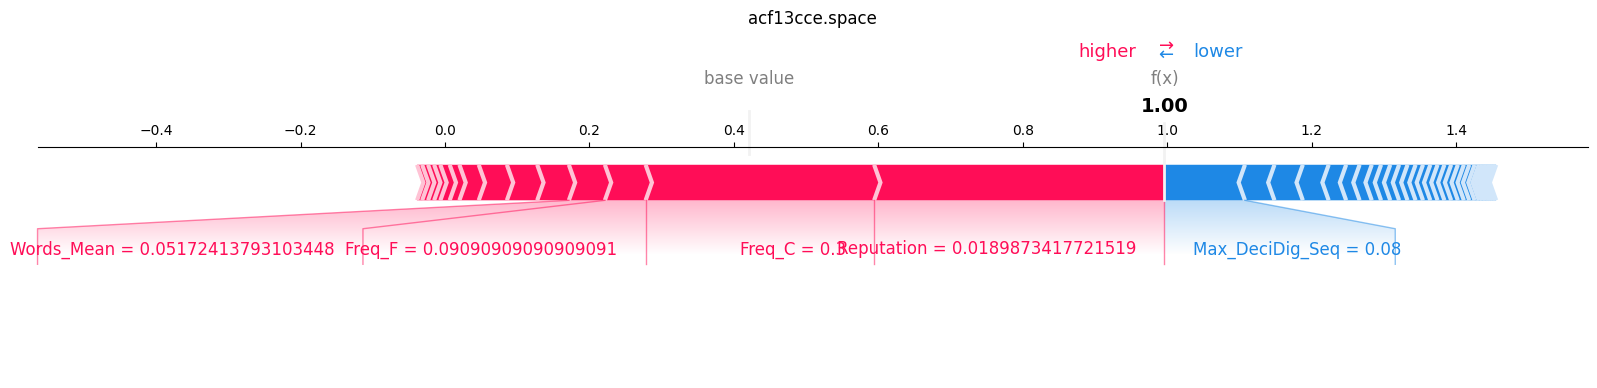 acf13cce.space
higher ⇄ lower
base value f(x)
1.00
−0.4 −0.2 0.0 0.2 0.4 0.6 0.8 1.0 1.2 1.4
Words_Mean = 0.05172413793103448 Freq_F = 0.09090909090909091 Freq_C = 0.3 Reputation = 0.0189873417721519 Max_DeciDig_Seq = 0.08